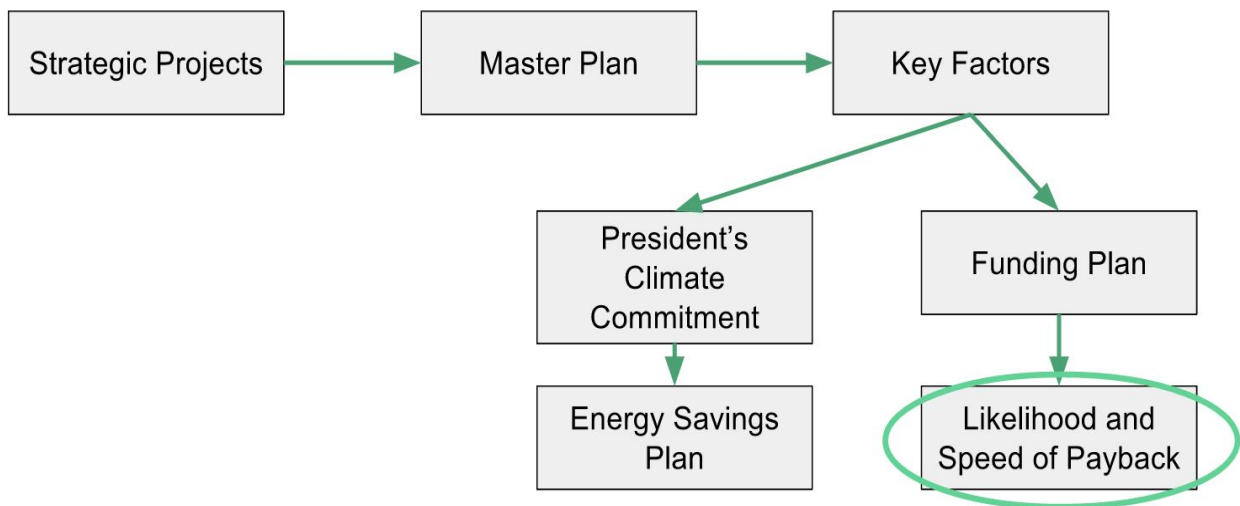 Strategic Projects
Master Plan
Key Factors
President’s
Climate
Commitment
Funding Plan
Energy Savings
Plan
Likelihood and
Speed of Payback